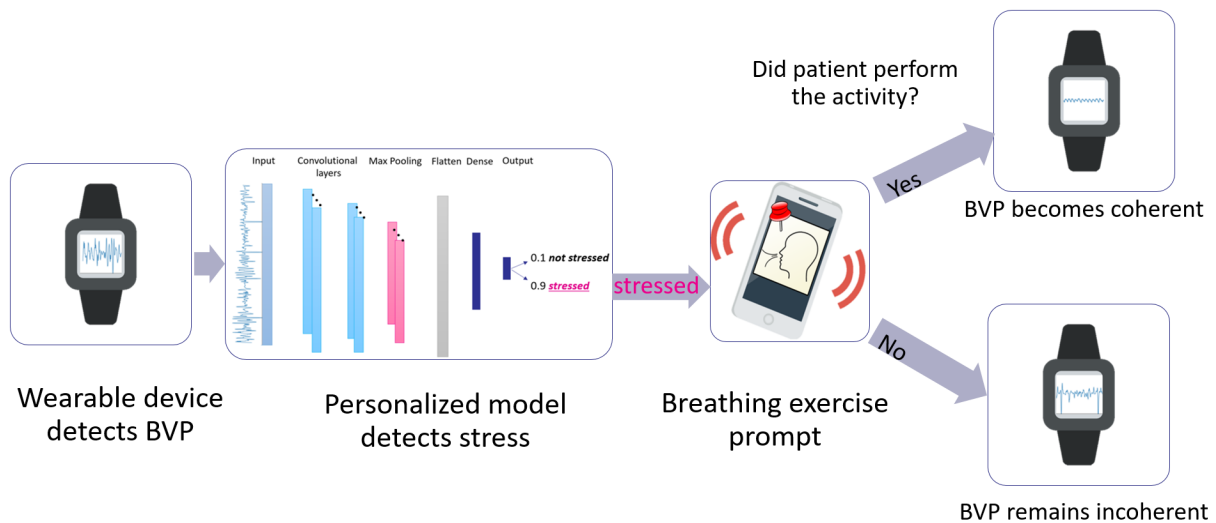 Did patient perform
the activity?
Input
Convolutional
layers
Max Pooling
Flatten
Dense
Output
0.1 not stressed
0.9 stressed
stressed
Yes
No
BVP becomes coherent
Wearable device
detects BVP
Personalized model
detects stress
Breathing exercise
prompt
BVP remains incoherent